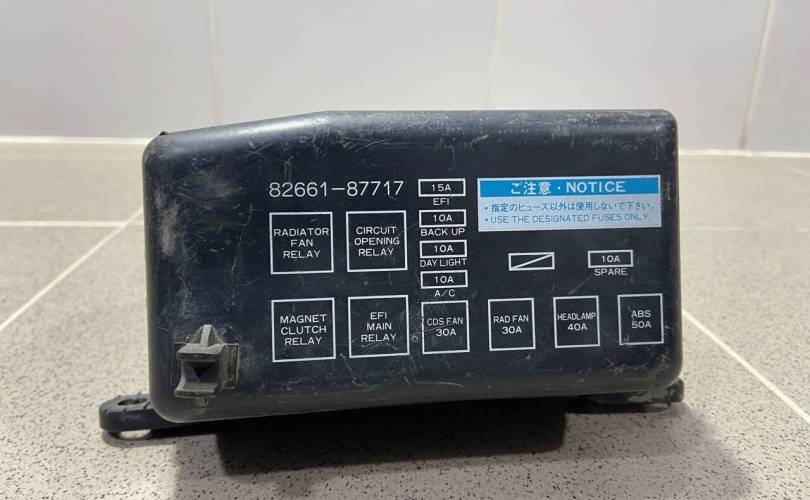 82661-87717
15A
EFI
10A
BACK UP
10A
DAY LIGHT
10A
A/C
ご注意・NOTICE
・指定のヒューズ以外は使用しないで下さい。
・USE THE DESIGNATED FUSES ONLY.
RADIATOR
FAN
RELAY
CIRCUIT
OPENING
RELAY
10A
SPARE
MAGNET
CLUTCH
RELAY
EFI
MAIN
RELAY
CDS FAN
30A
RAD FAN
30A
HEADLAMP
40A
ABS
50A